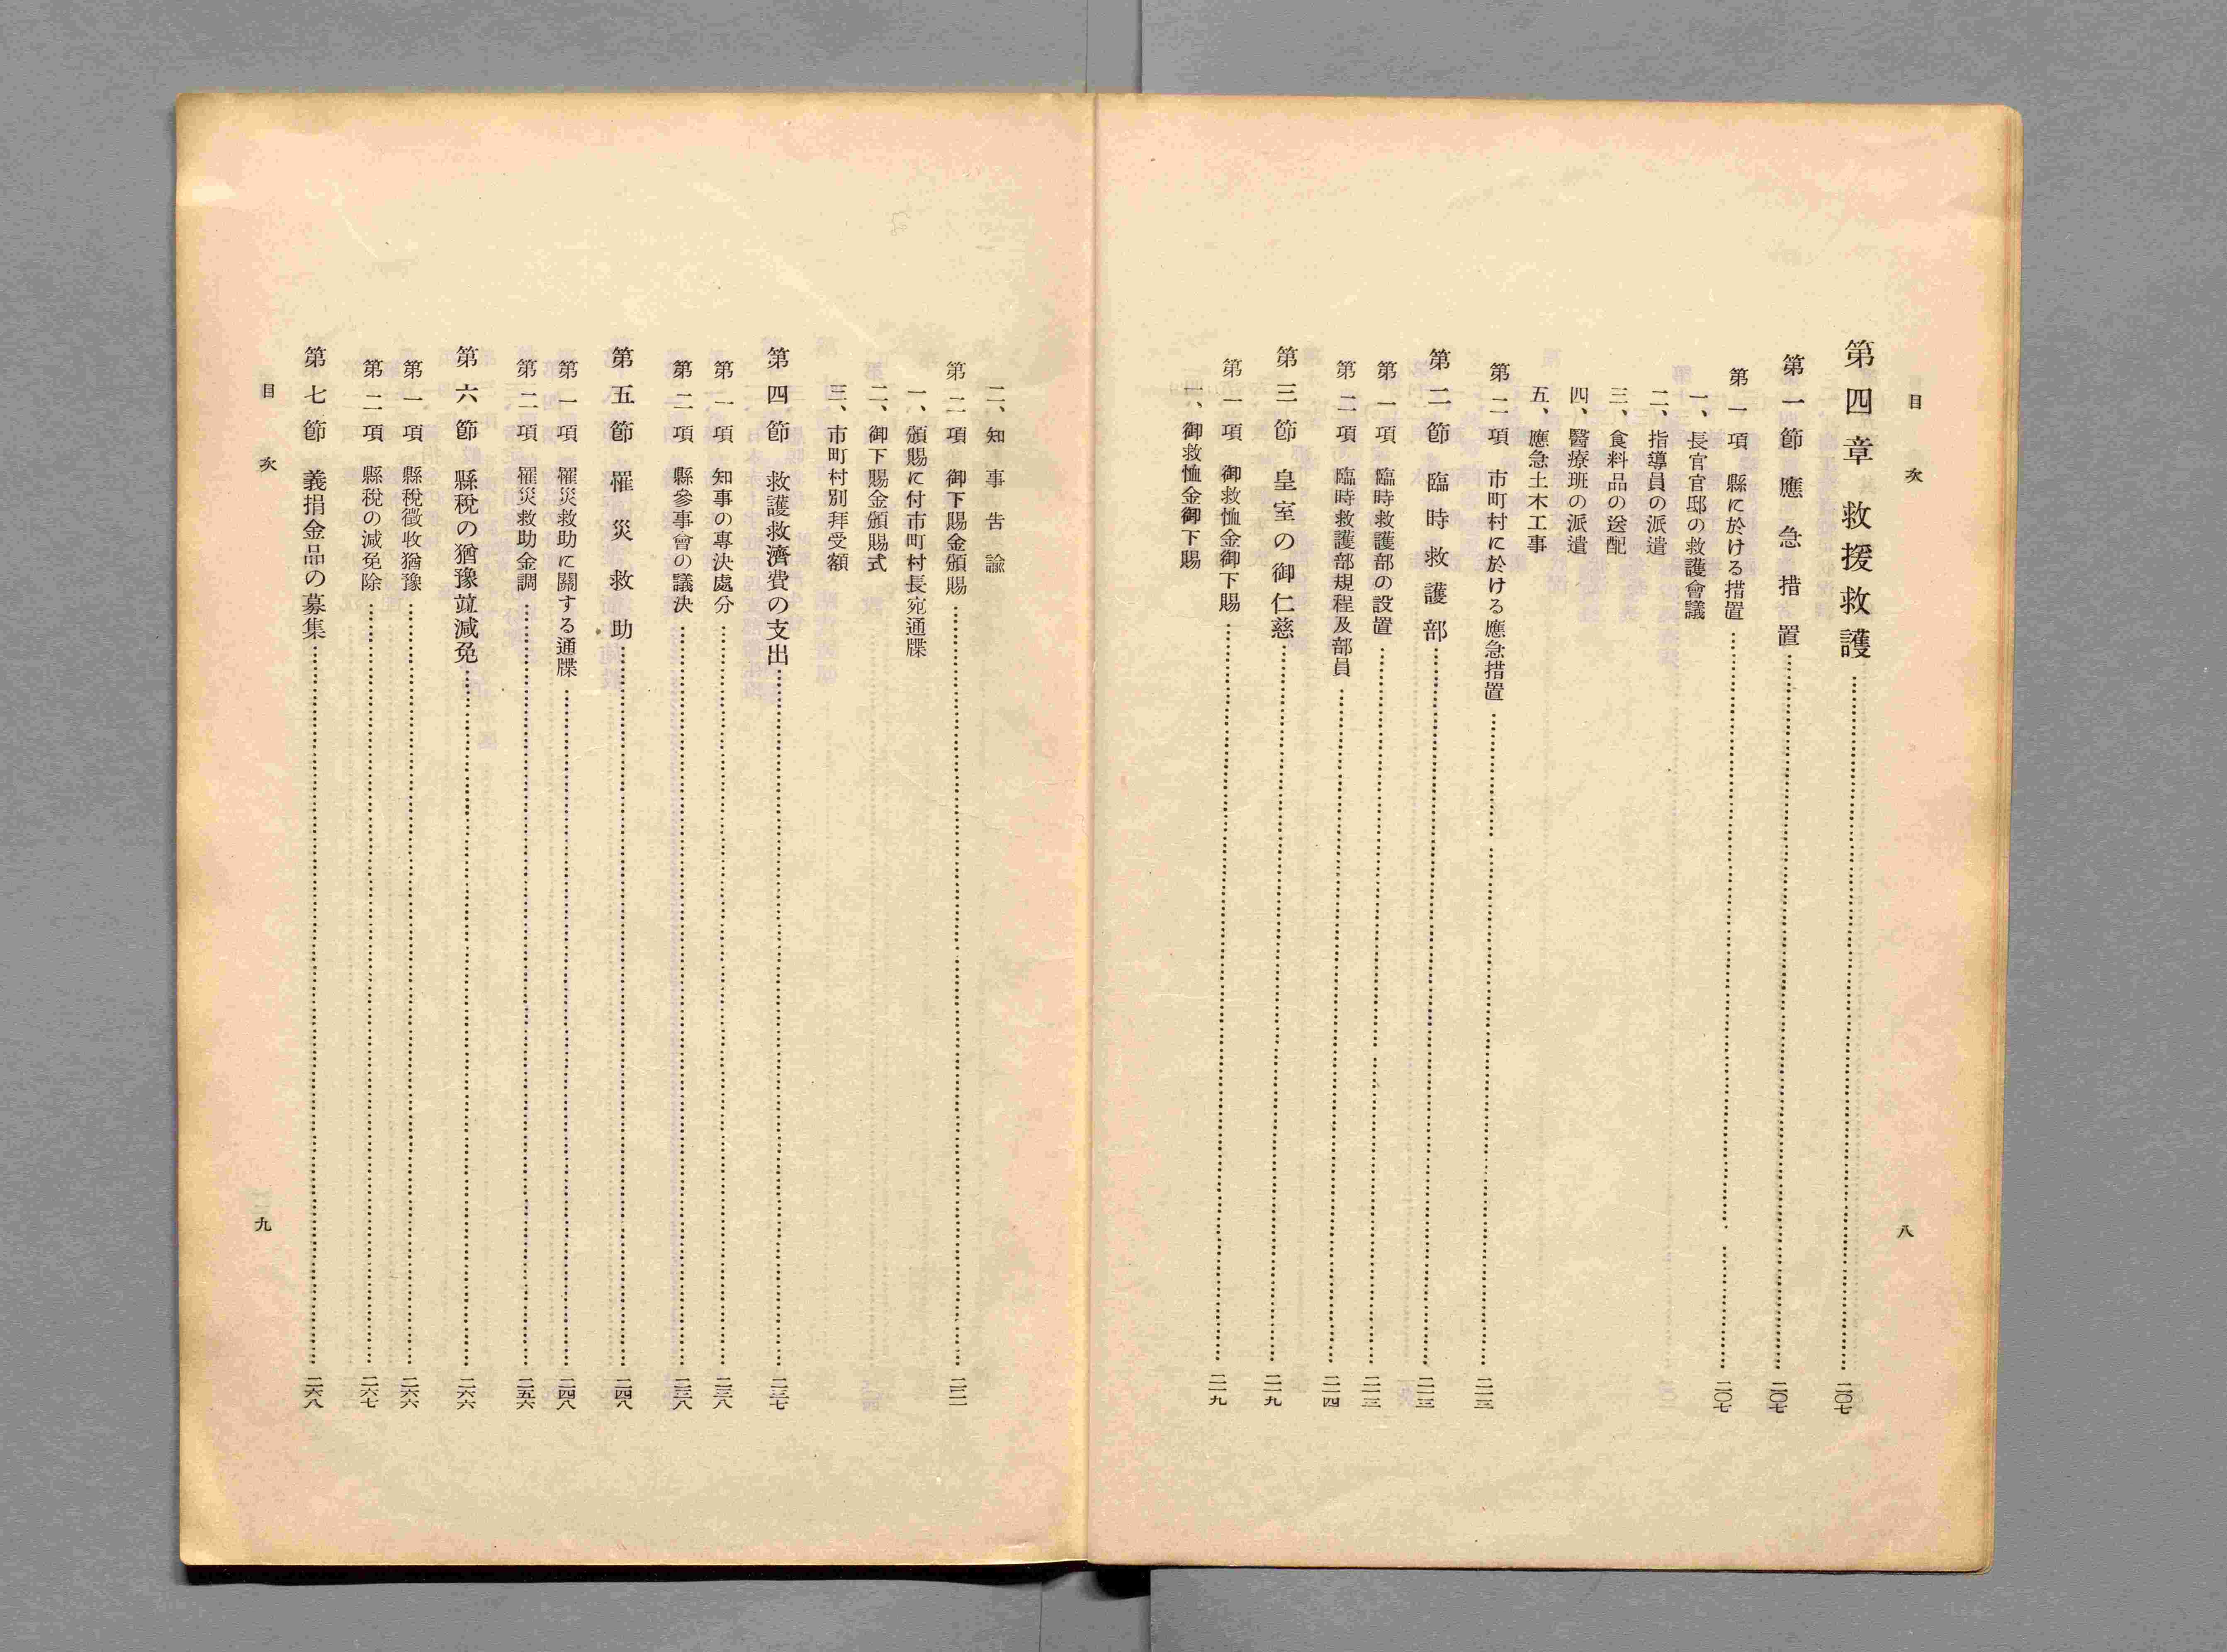 目次
八
第四章 救援救護……二〇七
第一節 應急措置……二〇七
第一項 縣に於ける措置……二〇七
一、長官官邸の救護會議
二、指導員の派遣
三、食料品の送配
四、醫療班の派遣
五、應急土木工事
第二項 市町村に於ける應急措置……二一三
第二節 臨時救護部……二一三
第一項 臨時救護部の設置……二一三
第二項 臨時救護部規程及部員……二一四
第三節 皇室の御仁慈……二一九
第一項 御救恤金御下賜……二一九
一、御救恤金御下賜
二、知事告諭
第二項 御下賜金頒賜……二二一
一、頒賜に付市町村長宛通牒
二、御下賜金頒賜式
三、市町村別拜受額
第四節 救護救濟費の支出……二三七
第一項 知事の專決處分……二三八
第二項 縣參事會の議決……二三八
第五節 罹災救助……二四八
第一項 罹災救助に關する通牒……二四八
第二項 罹災救助金調……二五六
第六節 縣稅の猶豫竝減免……二六六
第一項 縣稅徵收猶豫……二六六
第二項 縣稅の減免除……二六七
第七節 義捐金品の募集……二六八
目次
九